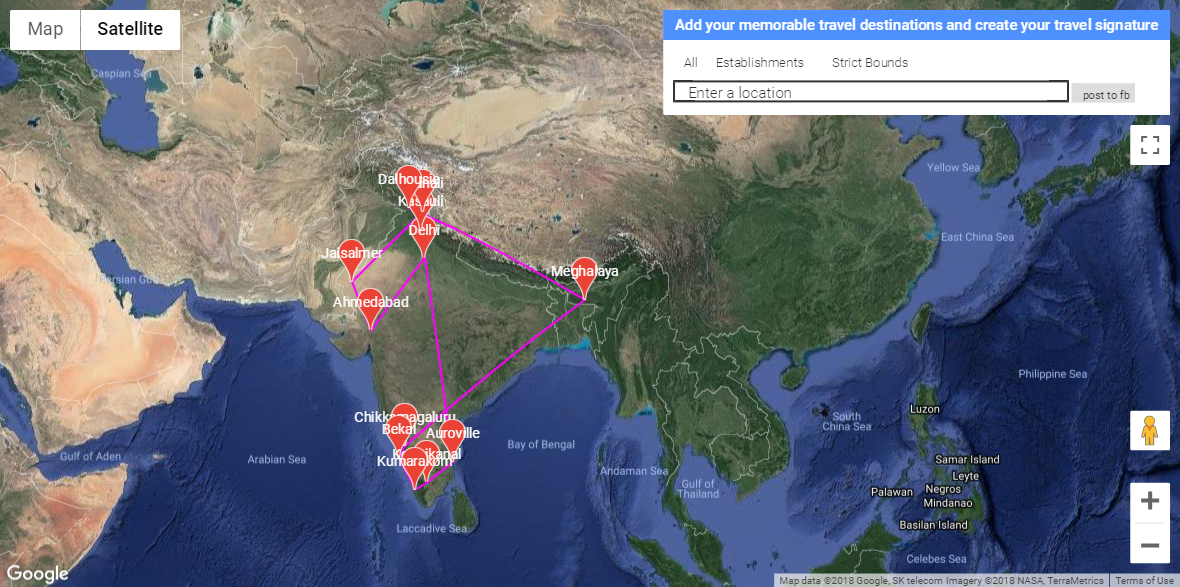 Map
Satellite
Add your memorable travel destinations and create your travel signature
All
Establishments
Strict Bounds
Enter a location
post to fb
Caspian Sea
Yellow Sea
East China Sea
Dalhousie
Kasauli
Delhi
Jaisalmer
Meghalaya
Persian Gulf
Ahmedabad
Philippine Sea
Chikkamagaluru
Bekal
Auroville
Kumarakom
Luzon
South
China Sea
Bay of Bengal
Gulf of Aden
Arabian Sea
Andaman Sea
Gulf of
Thailand
Samar Island
Leyte
Palawan
Negros
Mindanao
Basilan Island
Laccadive Sea
Celebes Sea
Google
Map data ©2018 Google, SK telecom Imagery ©2018 NASA, TerraMetrics
Terms of Use